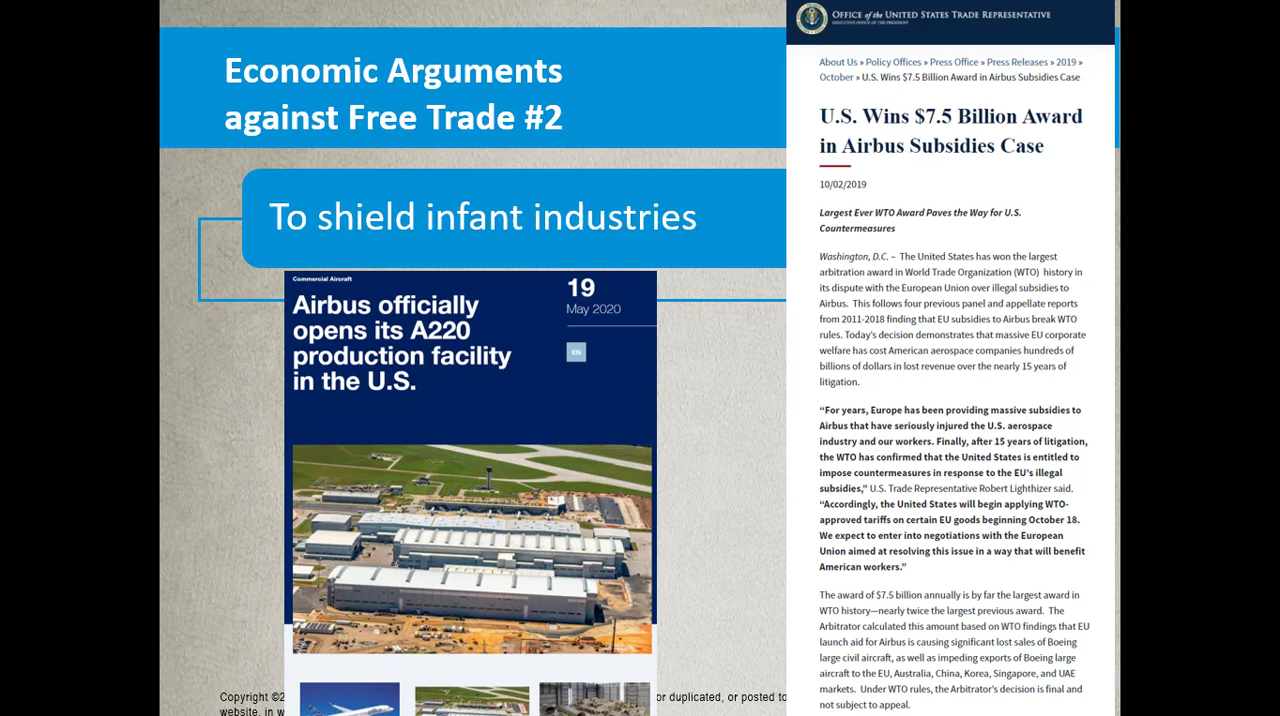 Economic Arguments
against Free Trade #2
To shield infant industries
Commercial Aircraft
Airbus officially
opens its A220
production facility
in the U.S.
19
May 2020
EN
Copyright ©2
or duplicated, or posted to
website, in w
OFFICE of the UNITED STATES TRADE REPRESENTATIVE
EXECUTIVE OFFICE OF THE PRESIDENT
About Us » Policy Offices » Press Office » Press Releases » 2019 »
October » U.S. Wins $7.5 Billion Award in Airbus Subsidies Case
U.S. Wins $7.5 Billion Award
in Airbus Subsidies Case
10/02/2019
Largest Ever WTO Award Paves the Way for U.S.
Countermeasures
Washington, D.C. – The United States has won the largest
arbitration award in World Trade Organization (WTO) history in
its dispute with the European Union over illegal subsidies to
Airbus. This follows four previous panel and appellate reports
from 2011-2018 finding that EU subsidies to Airbus break WTO
rules. Today's decision demonstrates that massive EU corporate
welfare has cost American aerospace companies hundreds of
billions of dollars in lost revenue over the nearly 15 years of
litigation.
“For years, Europe has been providing massive subsidies to
Airbus that have seriously injured the U.S. aerospace
industry and our workers. Finally, after 15 years of litigation,
the WTO has confirmed that the United States is entitled to
impose countermeasures in response to the EU's illegal
subsidies,” U.S. Trade Representative Robert Lighthizer said.
“Accordingly, the United States will begin applying WTO-
approved tariffs on certain EU goods beginning October 18.
We expect to enter into negotiations with the European
Union aimed at resolving this issue in a way that will benefit
American workers.”
The award of $7.5 billion annually is by far the largest award in
WTO history—nearly twice the largest previous award. The
Arbitrator calculated this amount based on WTO findings that EU
launch aid for Airbus is causing significant lost sales of Boeing
large civil aircraft, as well as impeding exports of Boeing large
aircraft to the EU, Australia, China, Korea, Singapore, and UAE
markets. Under WTO rules, the Arbitrator's decision is final and
not subject to appeal.